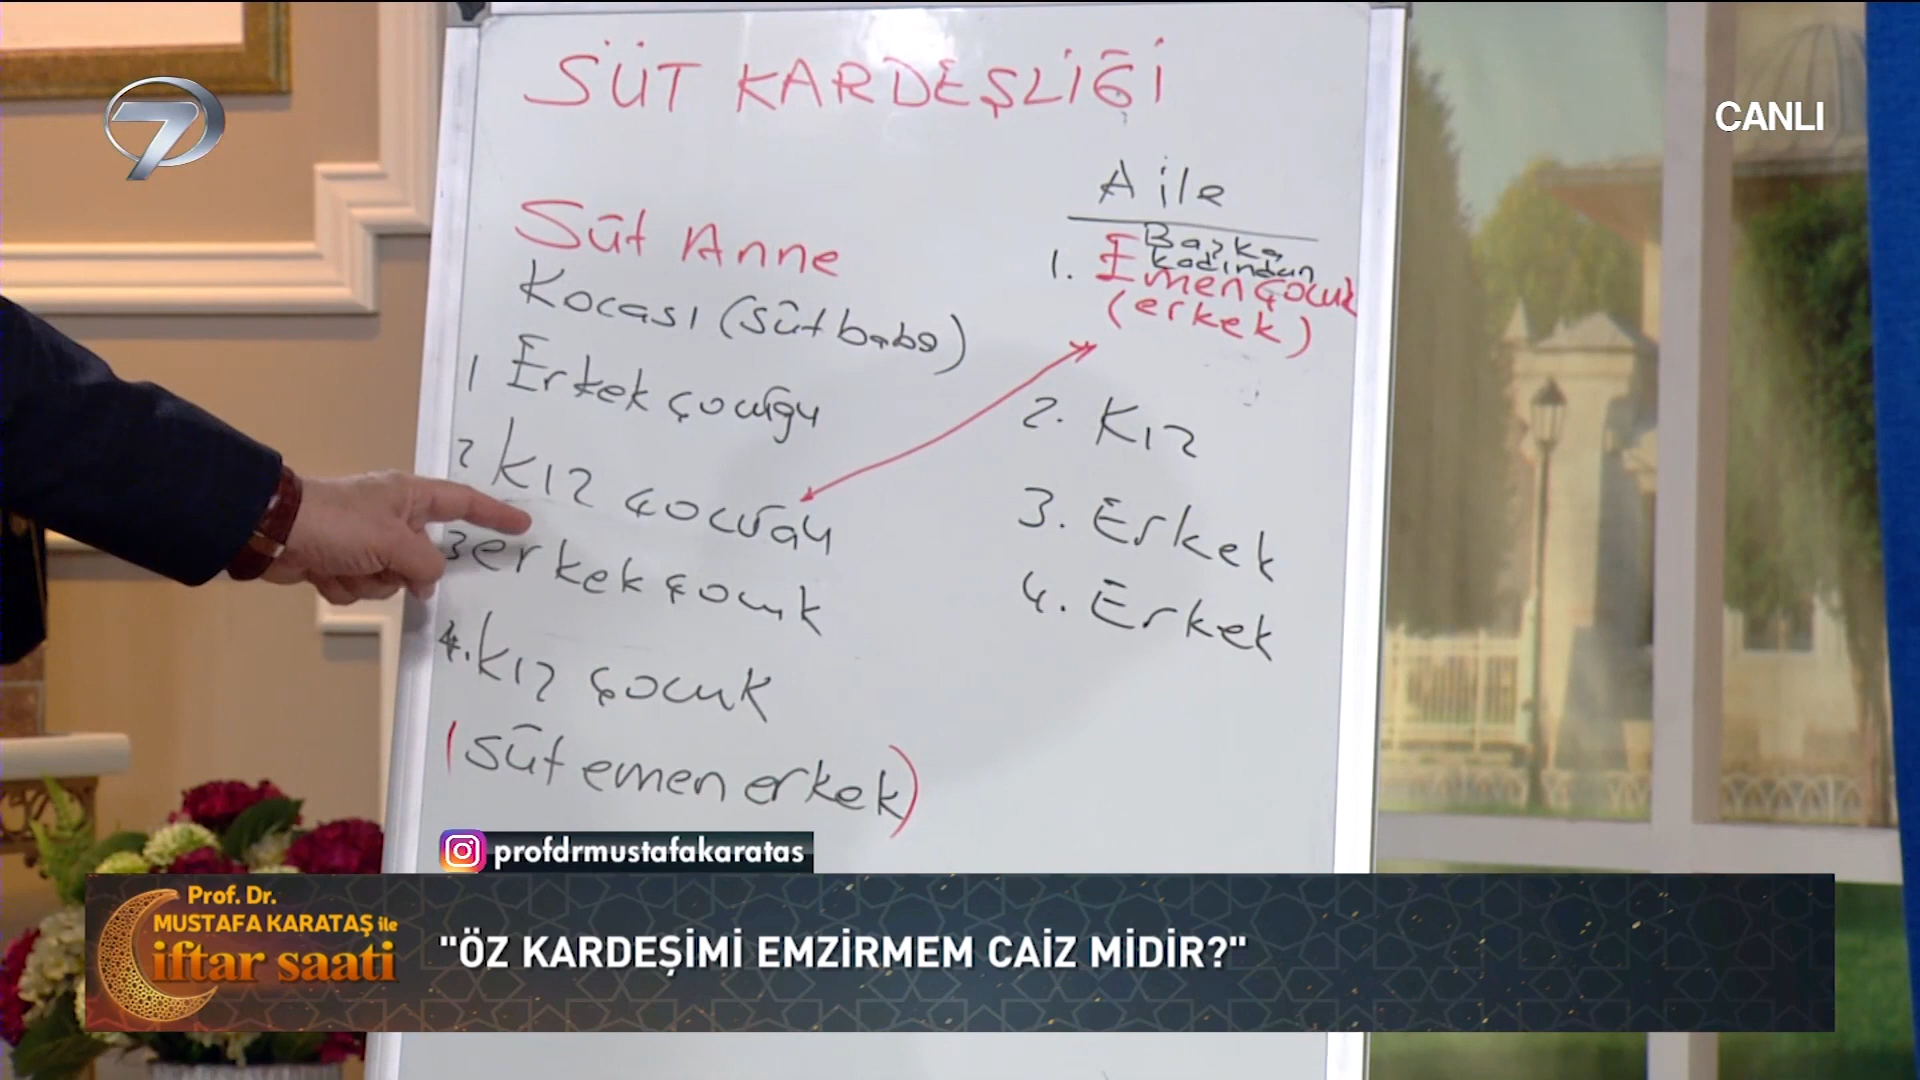 SÜT KARDEŞLİĞİ
7
CANLI
Süt Anne
Kocası (Süt baba)
1 Erkek çocuğu
2 Kız çocuğu
3 erkek çocuk
4. Kız çocuk
(Süt emen erkek)
Aile
Başka
kadından
1. Emen çocuk
(erkek)
2. Kız
3. Erkek
4. Erkek
profdrmustafakaratas
Prof. Dr.
MUSTAFA KARATAŞ ile
iftar saati
"ÖZ KARDEŞİMİ EMZİRMEM CAİZ MİDİR?"